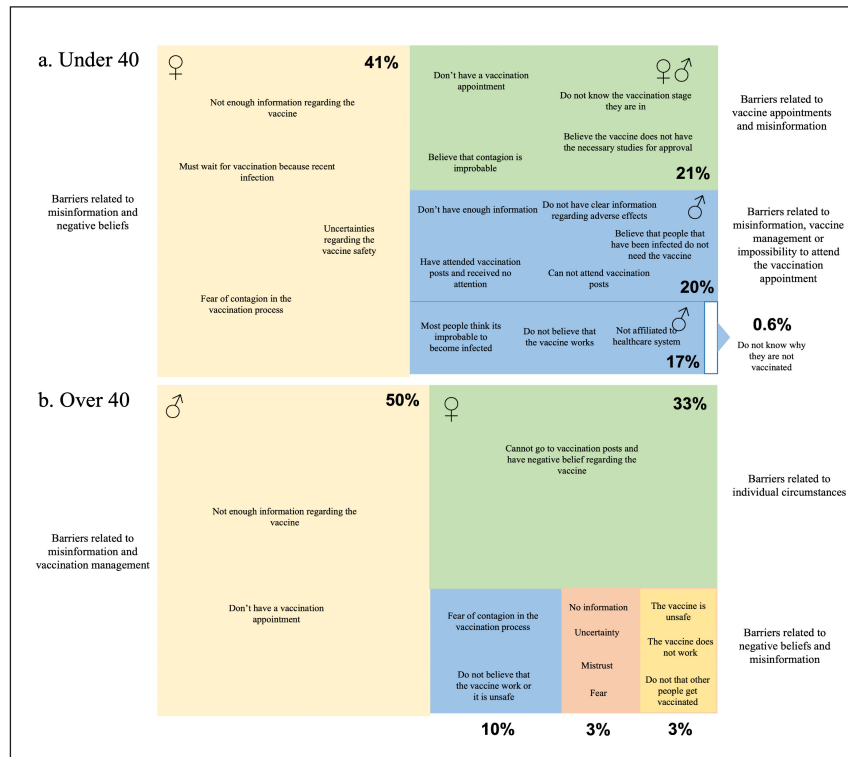 a. Under 40
♀
41%
Not enough information regarding the
vaccine
Must wait for vaccination because recent
infection
Uncertainties
regarding the
vaccine safety
Fear of contagion in the
vaccination process
Barriers related to
misinformation and
negative beliefs
♀♂
Don’t have a vaccination
appointment
Do not know the vaccination stage
they are in
Believe the vaccine does not have
the necessary studies for approval
Believe that contagion is
improbable
21%
Barriers related to
vaccine appointments
and misinformation
♂
Don’t have enough information
Do not have clear information
regarding adverse effects
Believe that people that
have been infected do not
need the vaccine
Have attended vaccination
posts and received no
attention
Can not attend vaccination
posts
20%
Barriers related to
misinformation, vaccine
management or
impossibility to attend
the vaccination
appointment
♂
Most people think its
improbable to
become infected
Do not believe that
the vaccine works
Not affiliated to
healthcare system
17%
0.6%
Do not know why
they are not
vaccinated
b. Over 40
♂
50%
Not enough information regarding the
vaccine
Don’t have a vaccination
appointment
Barriers related to
misinformation and
vaccination management
♀
33%
Cannot go to vaccination posts and
have negative belief regarding the
vaccine
Barriers related to
individual circumstances
Fear of contagion in the
vaccination process
Do not believe that
the vaccine work or
it is unsafe
10%
No information
Uncertainty
Mistrust
Fear
3%
The vaccine is
unsafe
The vaccine does
not work
Do not that other
people get
vaccinated
3%
Barriers related to
negative beliefs and
misinformation